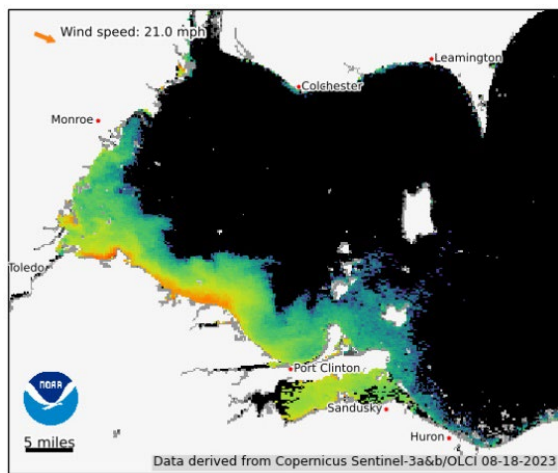 Wind speed: 21.0 mph
Leamington
Colchester
Monroe
Toledo
Port Clinton
Sandusky
Huron
NOAA
5 miles
Data derived from Copernicus Sentinel-3a&b/OLCI 08-18-2023